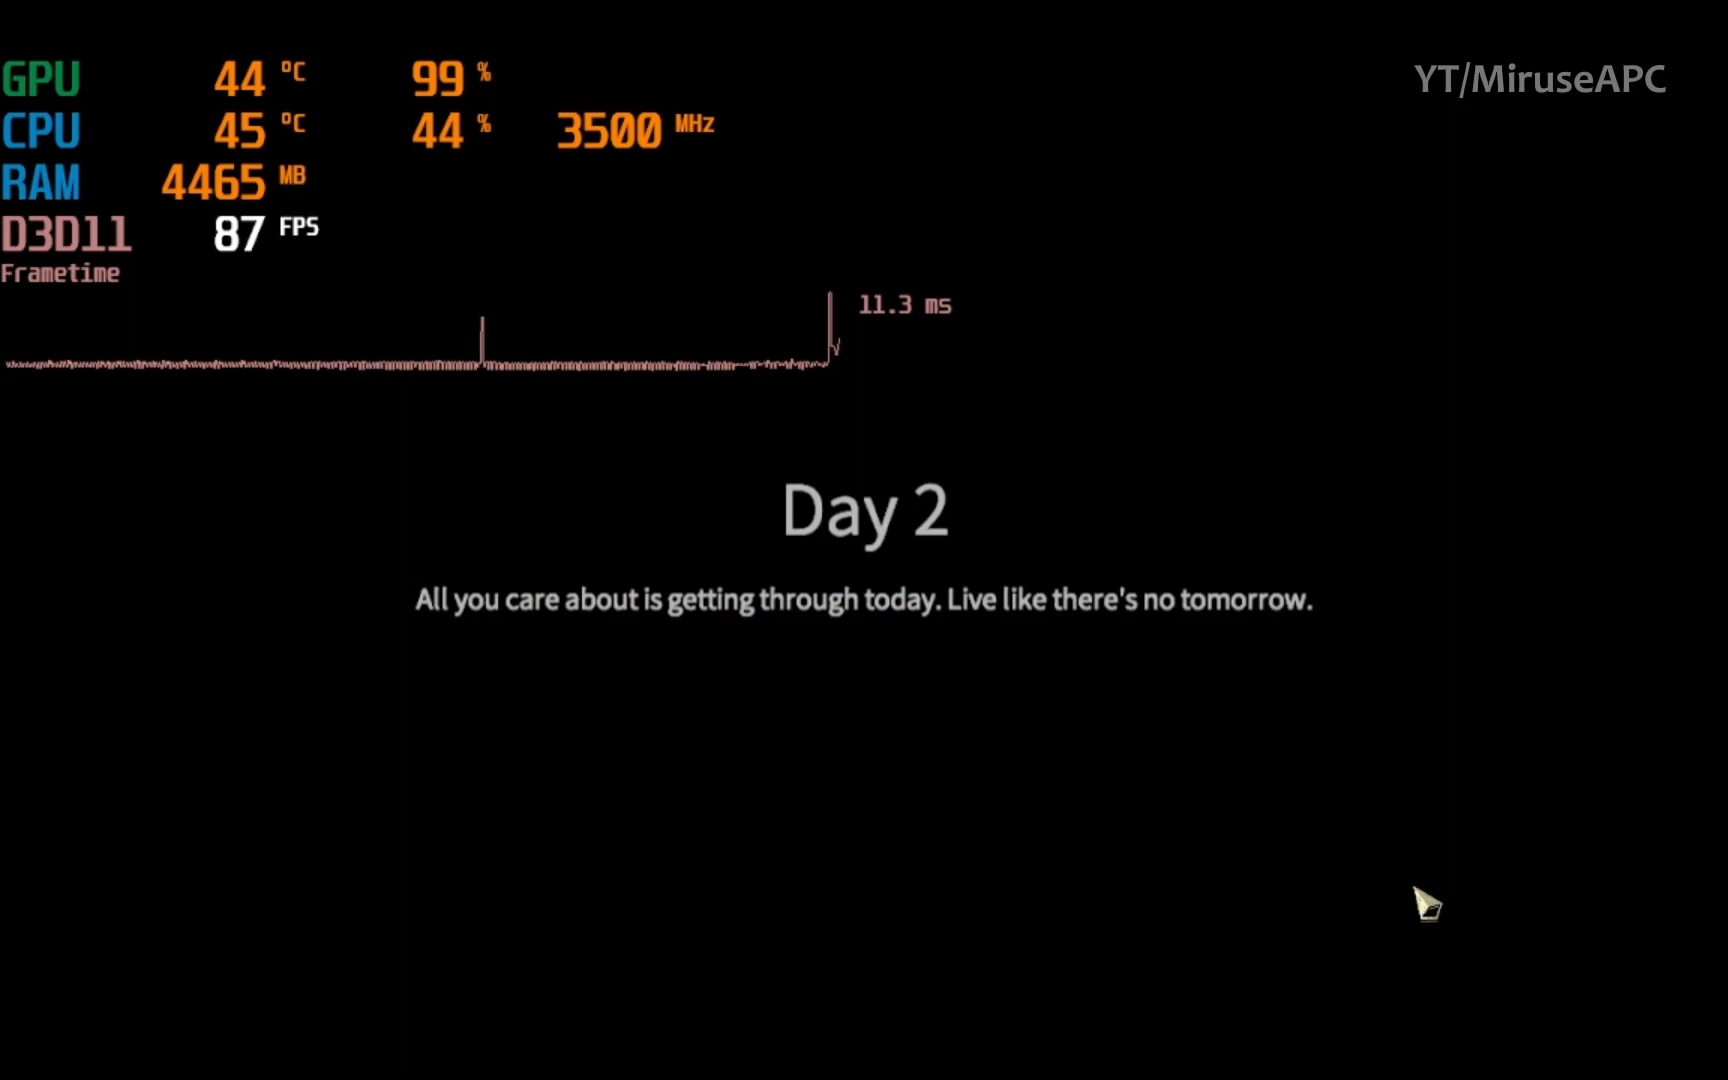 YT/MiruseAPC
GPU 44 °C 99 %
CPU 45 °C 44 % 3500 MHz
RAM 4465 MB
D3D11 87 FPS
Frametime
11.3 ms
Day 2
All you care about is getting through today. Live like there's no tomorrow.